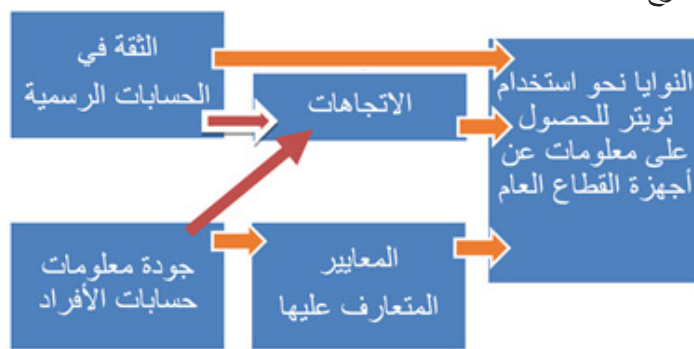 الثقة في
الحسابات الرسمية
الاتجاهات
النوايا نحو استخدام
تويتر للحصول
على معلومات عن
أجهزة القطاع العام
جودة معلومات
حسابات الأفراد
المعايير
المتعارف عليها